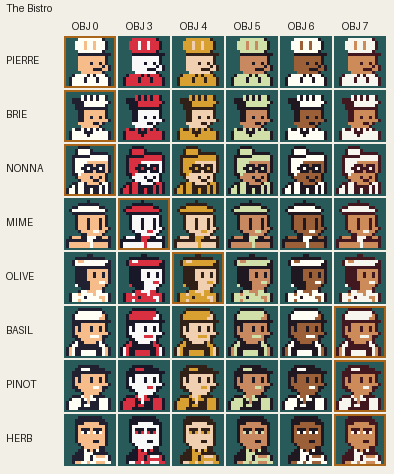 The Bistro
OBJ 0 OBJ 3 OBJ 4 OBJ 5 OBJ 6 OBJ 7
PIERRE
BRIE
NONNA
MIME
OLIVE
BASIL
PINOT
HERB